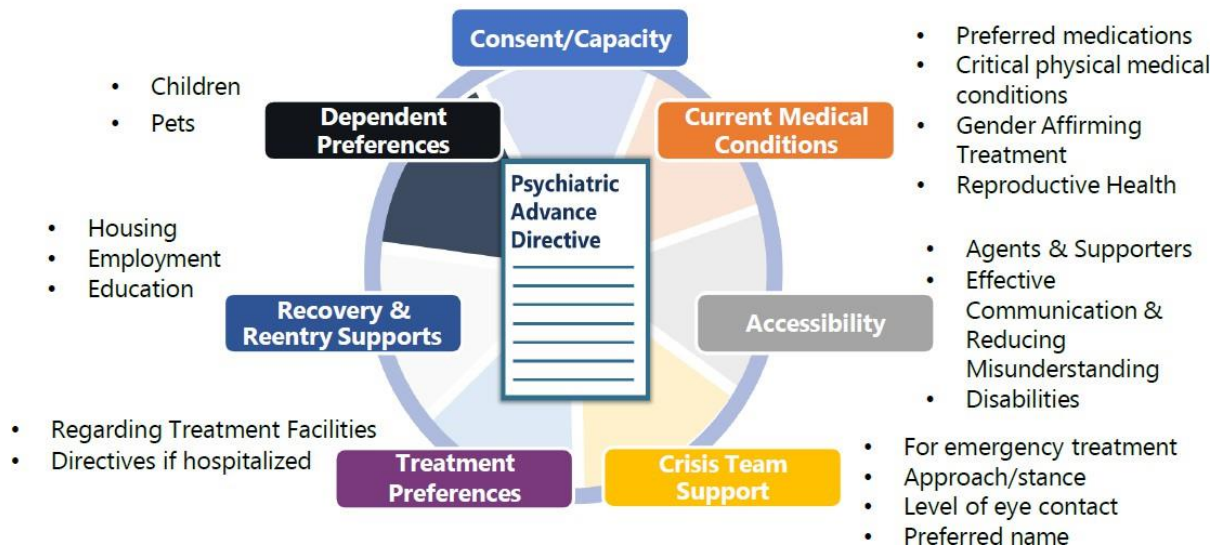 Consent/Capacity
• Children
• Pets
Dependent
Preferences
Current Medical
Conditions
• Preferred medications
• Critical physical medical
conditions
• Gender Affirming
Treatment
• Reproductive Health
Psychiatric
Advance
Directive
• Housing
• Employment
• Education
Recovery &
Reentry Supports
Accessibility
• Agents & Supporters
• Effective
Communication &
Reducing
Misunderstanding
• Disabilities
• Regarding Treatment Facilities
• Directives if hospitalized
Treatment
Preferences
Crisis Team
Support
• For emergency treatment
• Approach/stance
• Level of eye contact
• Preferred name